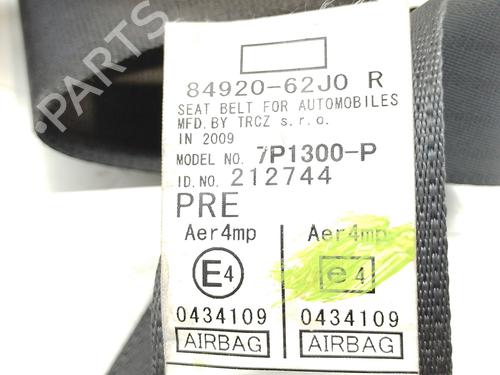 PARTS
84920-62J0 R
SEAT BELT FOR AUTOMOBILES
MFD. BY TRCZ s.r.o.
IN 2009
MODEL NO. 7P1300-P
ID.NO. 212744
PRE
Aer4mp Aer4mp
E4 e4
0434109 0434109
AIRBAG AIRBAG